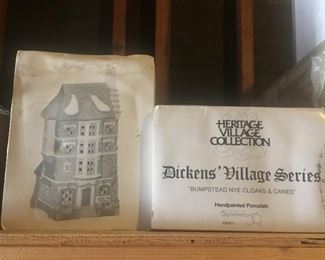 HERITAGE
VILLAGE
COLLECTION
Dickens' Village Series
"BUMPSTEAD NYE CLOAKS & CANES"
Handpainted Porcelain